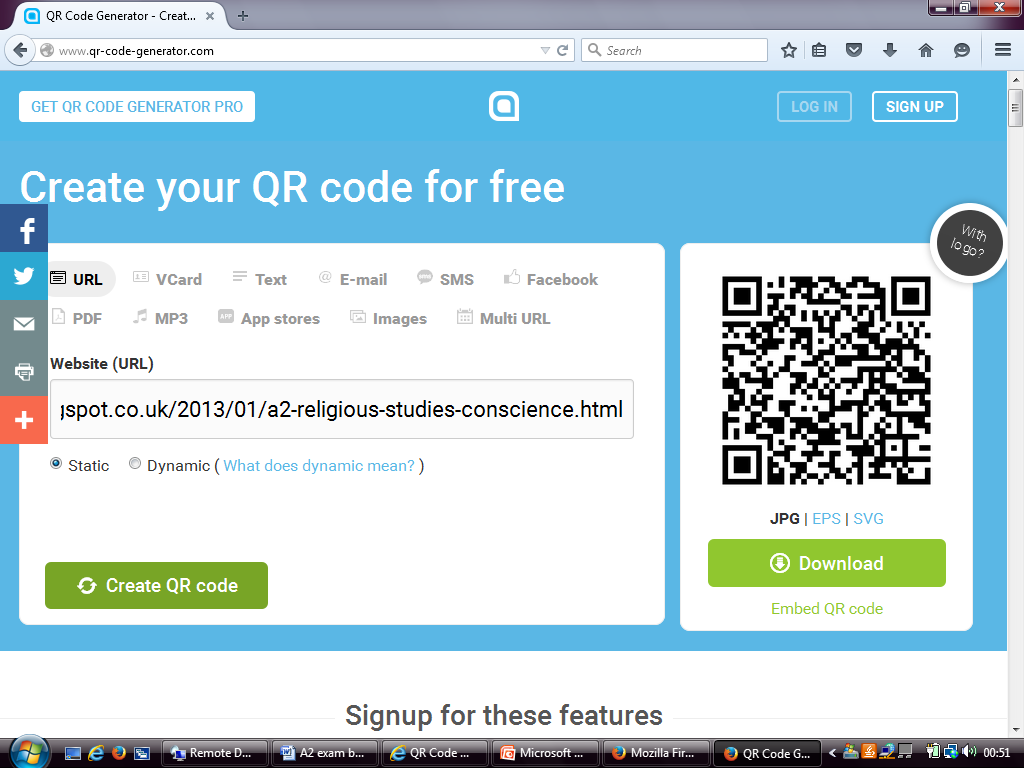 QR Code Generator - Creat...
www.qr-code-generator.com
Search
GET QR CODE GENERATOR PRO
LOG IN
SIGN UP
Create your QR code for free
With logo?
URL
VCard
Text
E-mail
SMS
Facebook
PDF
MP3
App stores
Images
Multi URL
Website (URL)
gspot.co.uk/2013/01/a2-religious-studies-conscience.html
Static
Dynamic ( What does dynamic mean? )
JPG | EPS | SVG
Download
Create QR code
Embed QR code
Signup for these features
Remote D...
A2 exam b...
QR Code ...
Microsoft ...
Mozilla Fir...
QR Code G...
00:51